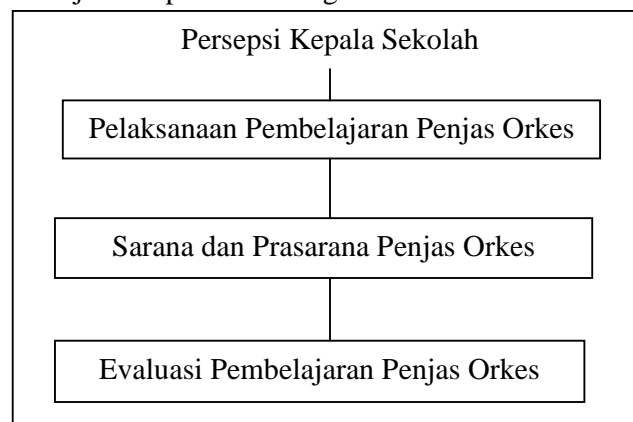 Persepsi Kepala Sekolah
Pelaksanaan Pembelajaran Penjas Orkes
Sarana dan Prasarana Penjas Orkes
Evaluasi Pembelajaran Penjas Orkes